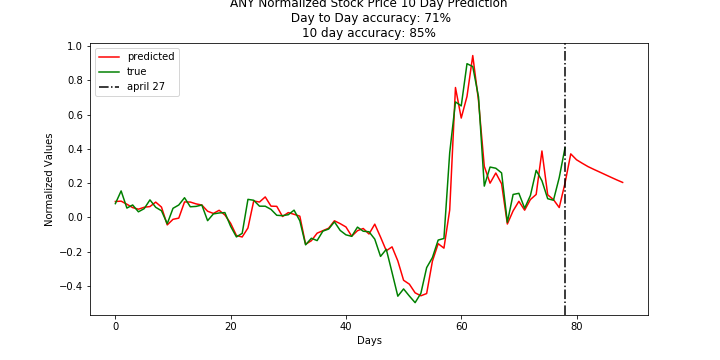 ANY Normalized Stock Price 10 Day Prediction
Day to Day accuracy: 71%
10 day accuracy: 85%
predicted
true
april 27
Normalized Values
1.0
0.8
0.6
0.4
0.2
0.0
−0.2
−0.4
0 20 40 60 80
Days